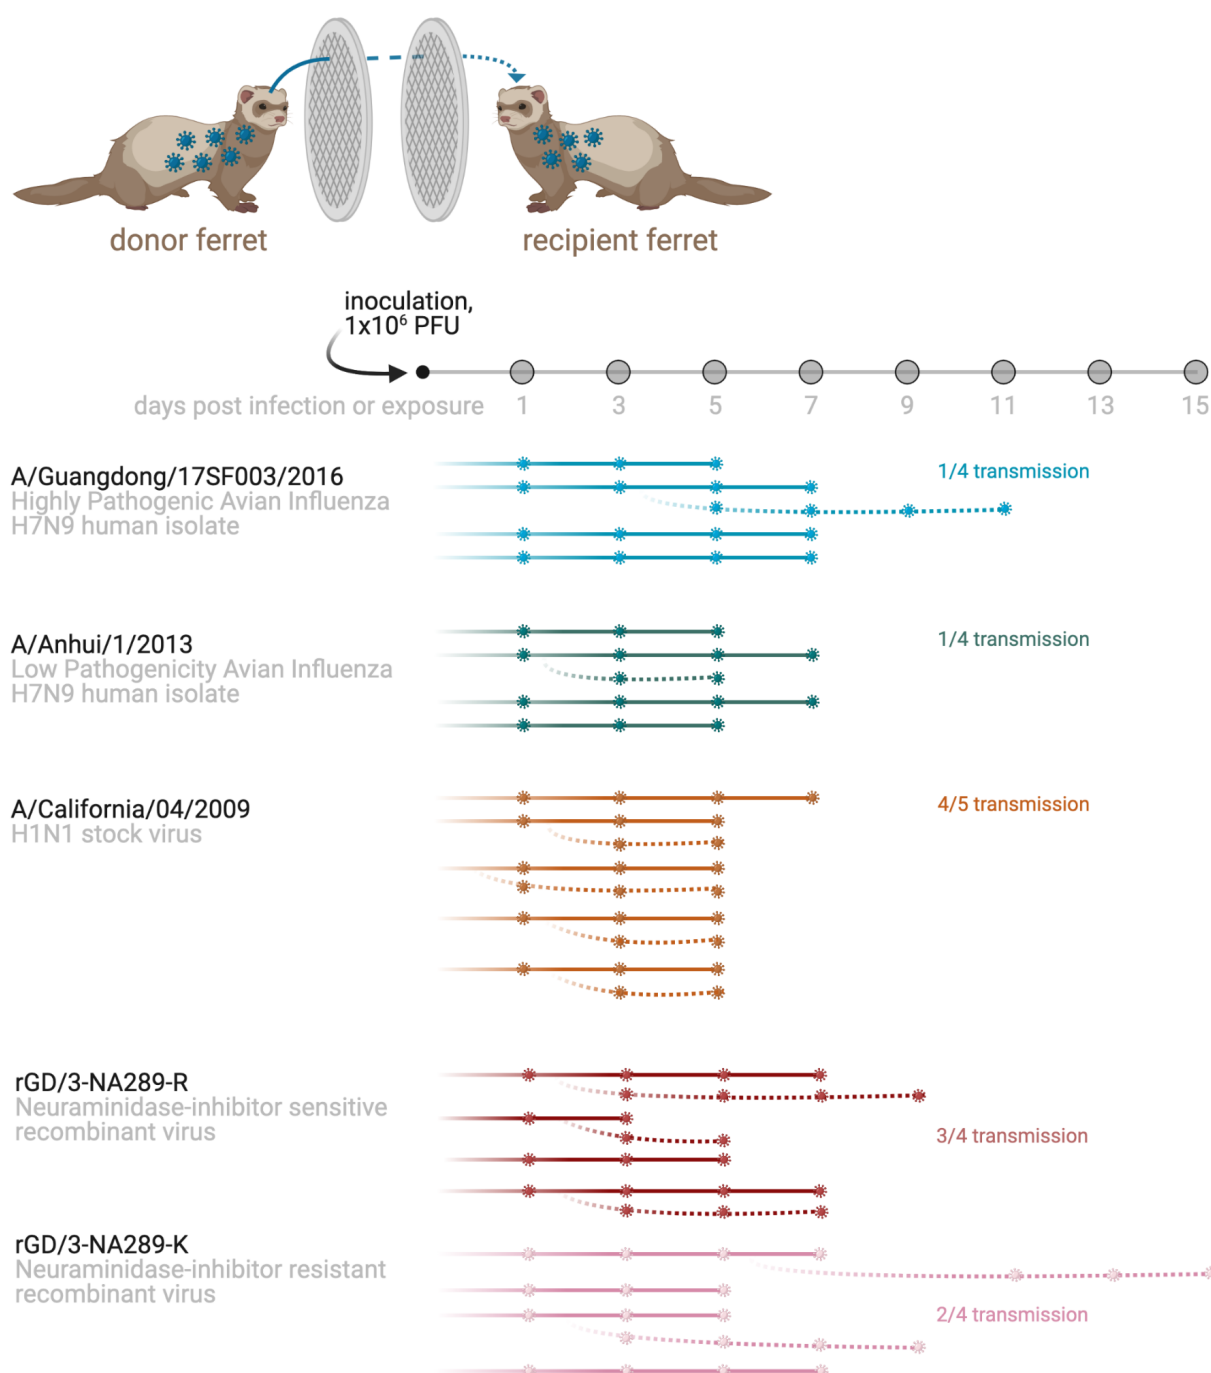 donor ferret
recipient ferret
inoculation,
1x10⁶ PFU
days post infection or exposure
1 3 5 7 9 11 13 15
A/Guangdong/17SF003/2016
Highly Pathogenic Avian Influenza
H7N9 human isolate
1/4 transmission
A/Anhui/1/2013
Low Pathogenicity Avian Influenza
H7N9 human isolate
1/4 transmission
A/California/04/2009
H1N1 stock virus
4/5 transmission
rGD/3-NA289-R
Neuraminidase-inhibitor sensitive
recombinant virus
3/4 transmission
rGD/3-NA289-K
Neuraminidase-inhibitor resistant
recombinant virus
2/4 transmission